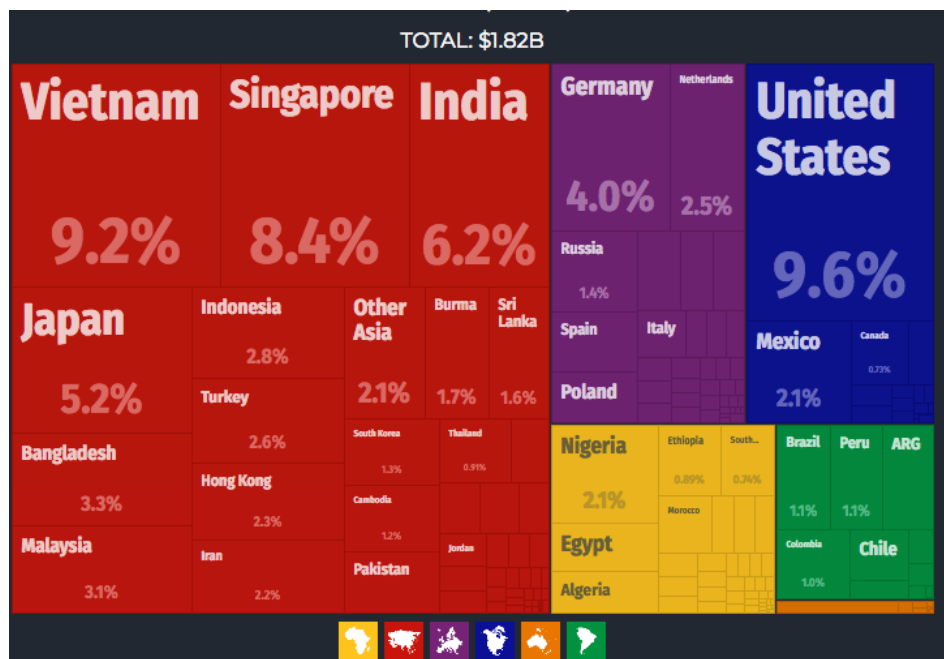 TOTAL: $1.82B
Vietnam
9.2%
Singapore
8.4%
India
6.2%
Japan
5.2%
Bangladesh
3.3%
Malaysia
3.1%
Indonesia
2.8%
Turkey
2.6%
Hong Kong
2.3%
Iran
2.2%
Other
Asia
2.1%
Burma
1.7%
Sri
Lanka
1.6%
South Korea
1.3%
Cambodia
1.2%
Pakistan
Thailand
0.91%
Jordan
Germany
4.0%
Netherlands
2.5%
Russia
1.4%
Spain
Poland
Italy
United
States
9.6%
Mexico
2.1%
Canada
0.73%
Nigeria
2.1%
Egypt
Algeria
Ethiopia
0.89%
South...
0.74%
Morocco
Brazil
1.1%
Peru
1.1%
ARG
Colombia
1.0%
Chile